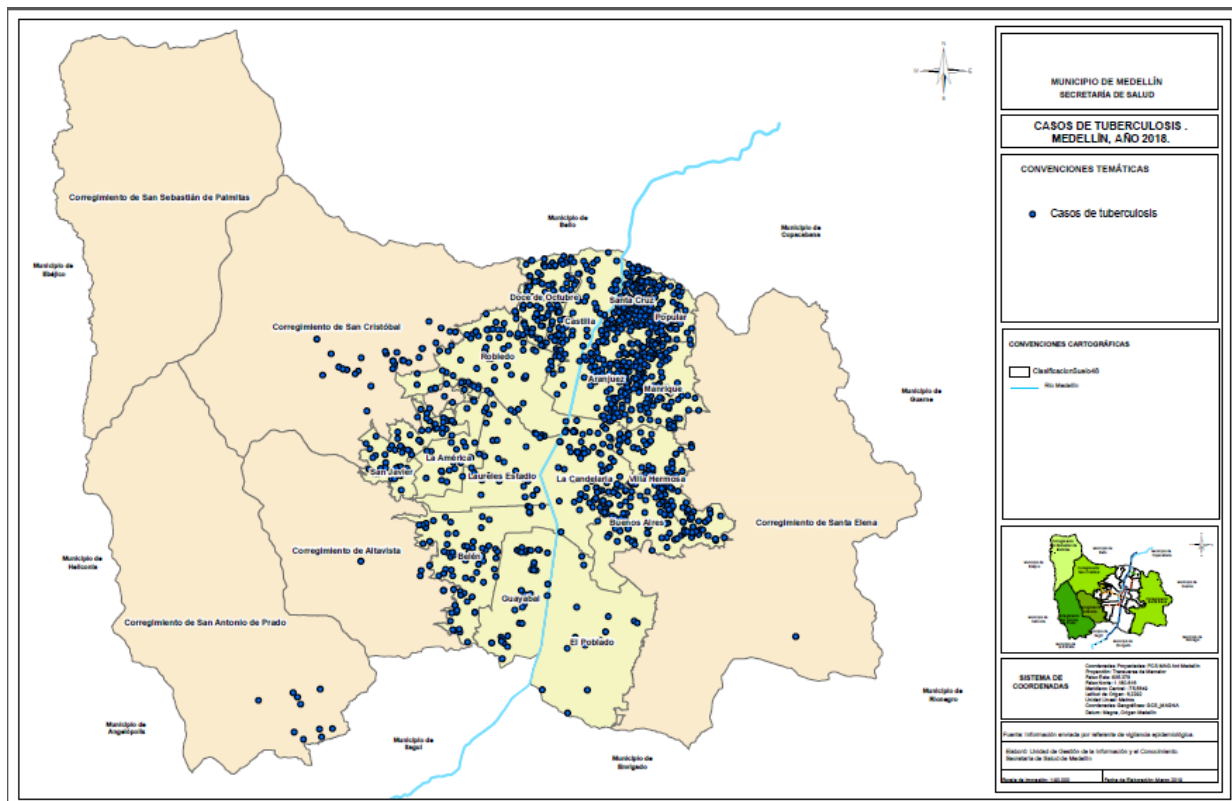 MUNICIPIO DE MEDELLÍN
SECRETARÍA DE SALUD
CASOS DE TUBERCULOSIS .
MEDELLÍN, AÑO 2018.
CONVENCIONES TEMÁTICAS
Casos de tuberculosis
CONVENCIONES CARTOGRÁFICAS
ClasificacionSuelo48
Río Medellín
SISTEMA DE
COORDENADAS
Fuente: Información enviada por referente de vigilancia epidemiológica.
Elaboró: Unidad de Gestión de la Información y el Conocimiento.
Secretaría de Salud de Medellín
Corregimiento de San Sebastián de Palmitas
Municipio de
Bello
Municipio de
Copacabana
Municipio de
Ebéjico
Doce de Octubre
Santa Cruz
Castilla
Popular
Corregimiento de San Cristóbal
Robledo
Aranjuez
Manrique
Municipio de
Guarne
La América
San Javier
Laureles Estadio
La Candelaria
Villa Hermosa
Buenos Aires
Corregimiento de Santa Elena
Corregimiento de Altavista
Belén
Municipio de
Heliconia
Guayabal
Corregimiento de San Antonio de Prado
El Poblado
Municipio de
Rionegro
Municipio de
Angelópolis
Municipio de
Itagui
Municipio de
Envigado